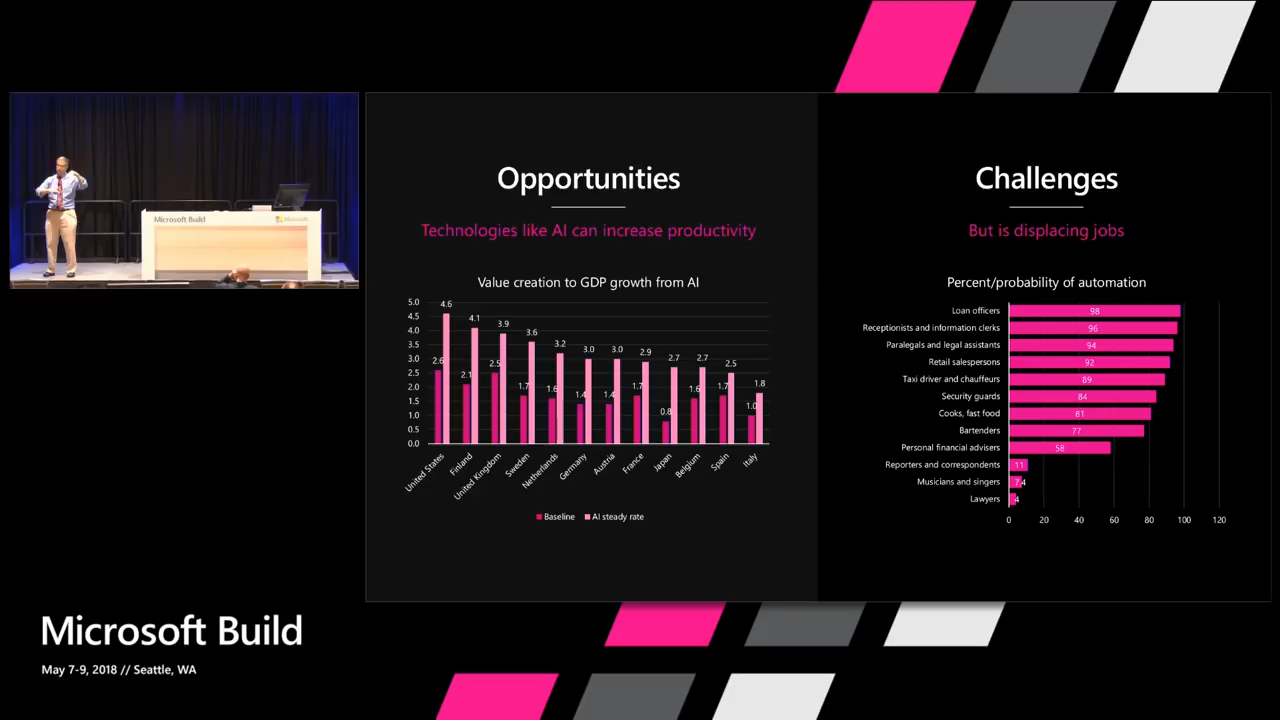 Microsoft Build
Microsoft
Opportunities
Technologies like AI can increase productivity
Value creation to GDP growth from AI
5.0
4.5
4.0
3.5
3.0
2.5
2.0
1.5
1.0
0.5
0.0
2.6 4.6 2.1 4.1 2.5 3.9 1.7 3.6 1.6 3.2 1.4 3.0 1.4 3.0 1.7 2.9 0.8 2.7 1.6 2.7 1.7 2.5 1.0 1.8
United States Finland United Kingdom Sweden Netherlands Germany Austria France Japan Belgium Spain Italy
Baseline AI steady rate
Challenges
But is displacing jobs
Percent/probability of automation
Loan officers 98
Receptionists and information clerks 96
Paralegals and legal assistants 94
Retail salespersons 92
Taxi driver and chauffeurs 89
Security guards 84
Cooks, fast food 81
Bartenders 77
Personal financial advisers 58
Reporters and correspondents 11
Musicians and singers 7.4
Lawyers 4
0 20 40 60 80 100 120
Microsoft Build
May 7-9, 2018 // Seattle, WA